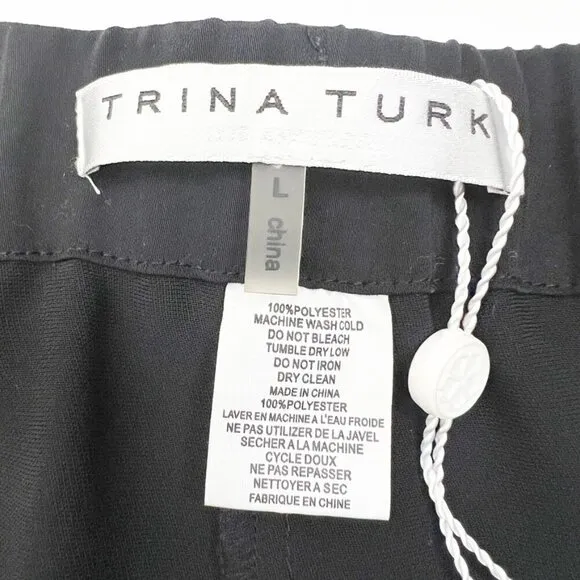 TRINA TURK
L china
100%POLYESTER
MACHINE WASH COLD
DO NOT BLEACH
TUMBLE DRY LOW
DO NOT IRON
DRY CLEAN
MADE IN CHINA
100%POLYESTER
LAVER EN MACHINE A L'EAU FROIDE
NE PAS UTILIZER DE LA JAVEL
SECHER A LA MACHINE
CYCLE DOUX
NE PAS REPASSER
NETTOYER A SEC
FABRIQUE EN CHINE